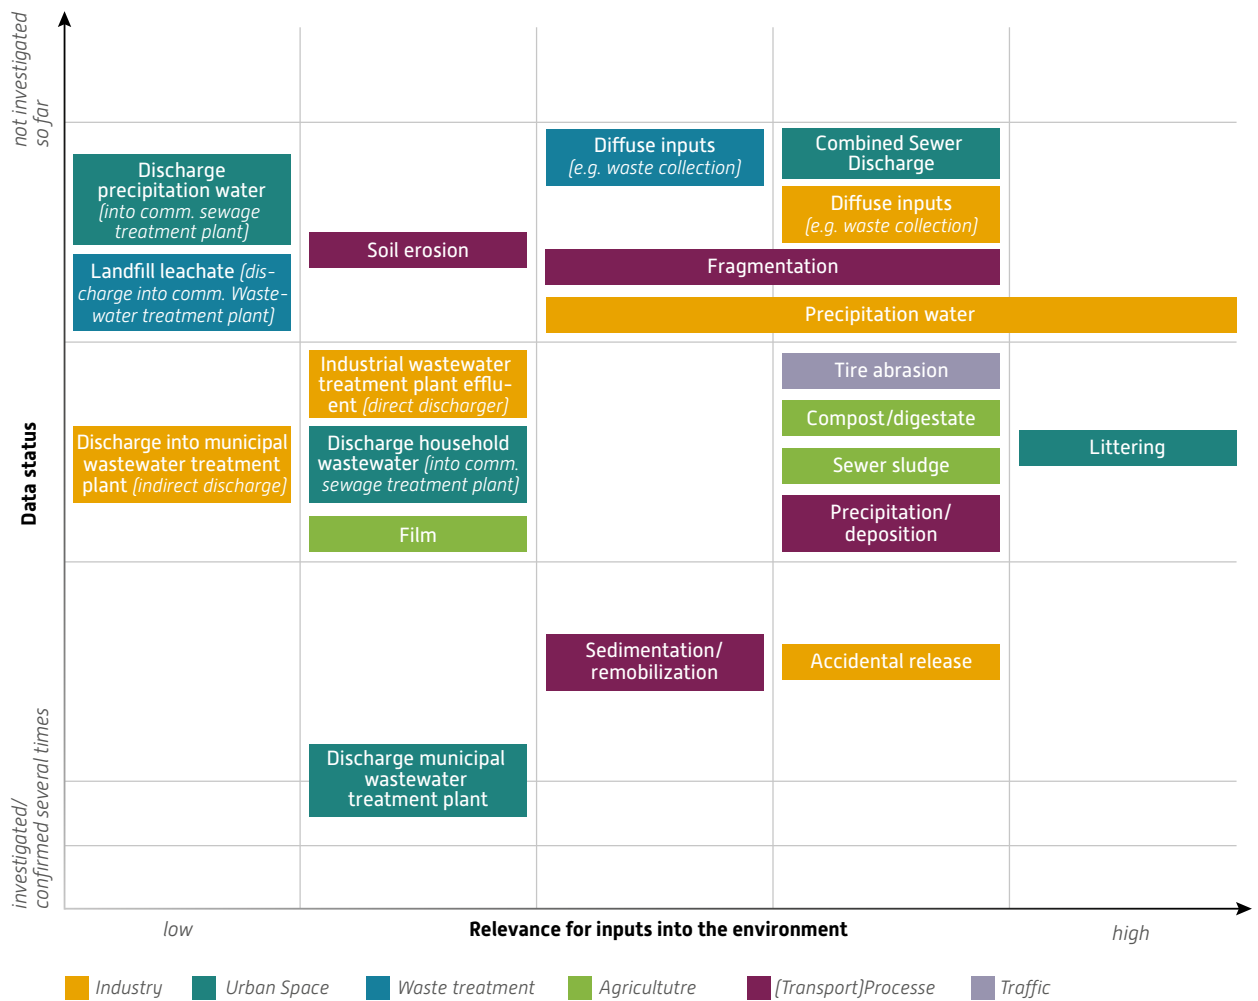 not investigated
so far
Diffuse inputs
(e.g. waste collection)
Combined Sewer
Discharge
Discharge
precipitation water
(into comm. sewage
treatment plant)
Diffuse inputs
(e.g. waste collection)
Soil erosion
Fragmentation
Landfill leachate (dis-
charge into comm. Waste-
water treatment plant)
Precipitation water
Industrial wastewater
treatment plant efflu-
ent (direct discharger)
Tire abrasion
Compost/digestate
Discharge into municipal
wastewater treatment
plant (indirect discharge)
Discharge household
wastewater (into comm.
sewage treatment plant)
Littering
Sewer sludge
Data status
Film
Precipitation/
deposition
Sedimentation/
remobilization
Accidental release
Discharge municipal
wastewater
treatment plant
investigated/
confirmed several times
low
Relevance for inputs into the environment
high
Industry
Urban Space
Waste treatment
Agricultutre
(Transport)Processe
Traffic